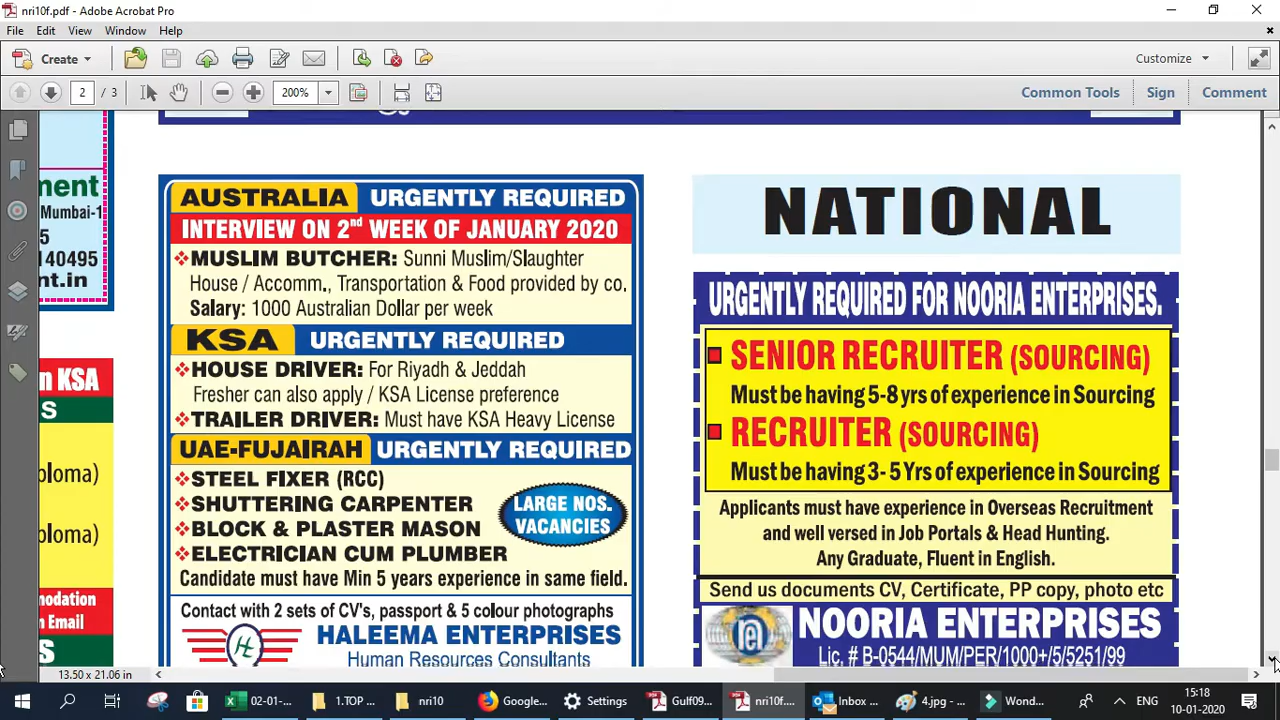 nri10f.pdf - Adobe Acrobat Pro
File Edit View Window Help
Create
Customize
2 / 3
200%
Common Tools Sign Comment
ment
Mumbai-1
5
140495
nt.in
n KSA
S
ploma)
ploma)
modation
n Email
S
AUSTRALIA URGENTLY REQUIRED
INTERVIEW ON 2nd WEEK OF JANUARY 2020
MUSLIM BUTCHER: Sunni Muslim/Slaughter
House / Accomm., Transportation & Food provided by co.
Salary: 1000 Australian Dollar per week
KSA URGENTLY REQUIRED
HOUSE DRIVER: For Riyadh & Jeddah
Fresher can also apply / KSA License preference
TRAILER DRIVER: Must have KSA Heavy License
UAE-FUJAIRAH URGENTLY REQUIRED
STEEL FIXER (RCC)
SHUTTERING CARPENTER
BLOCK & PLASTER MASON
ELECTRICIAN CUM PLUMBER
LARGE NOS.
VACANCIES
Candidate must have Min 5 years experience in same field.
Contact with 2 sets of CV's, passport & 5 colour photographs
HE
HALEEMA ENTERPRISES
Human Resources Consultants
NATIONAL
URGENTLY REQUIRED FOR NOORIA ENTERPRISES.
SENIOR RECRUITER (SOURCING)
Must be having 5-8 yrs of experience in Sourcing
RECRUITER (SOURCING)
Must be having 3- 5 Yrs of experience in Sourcing
Applicants must have experience in Overseas Recruitment
and well versed in Job Portals & Head Hunting.
Any Graduate, Fluent in English.
Send us documents CV, Certificate, PP copy, photo etc
NOORIA ENTERPRISES
Lic. # B-0544/MUM/PER/1000+/5/5251/99
13.50 x 21.06 in
02-01-... 1.TOP ... nri10 Google... Settings Gulf09... nri10f.... Inbox ... 4.jpg - ... Wond... ENG
15:18
10-01-2020